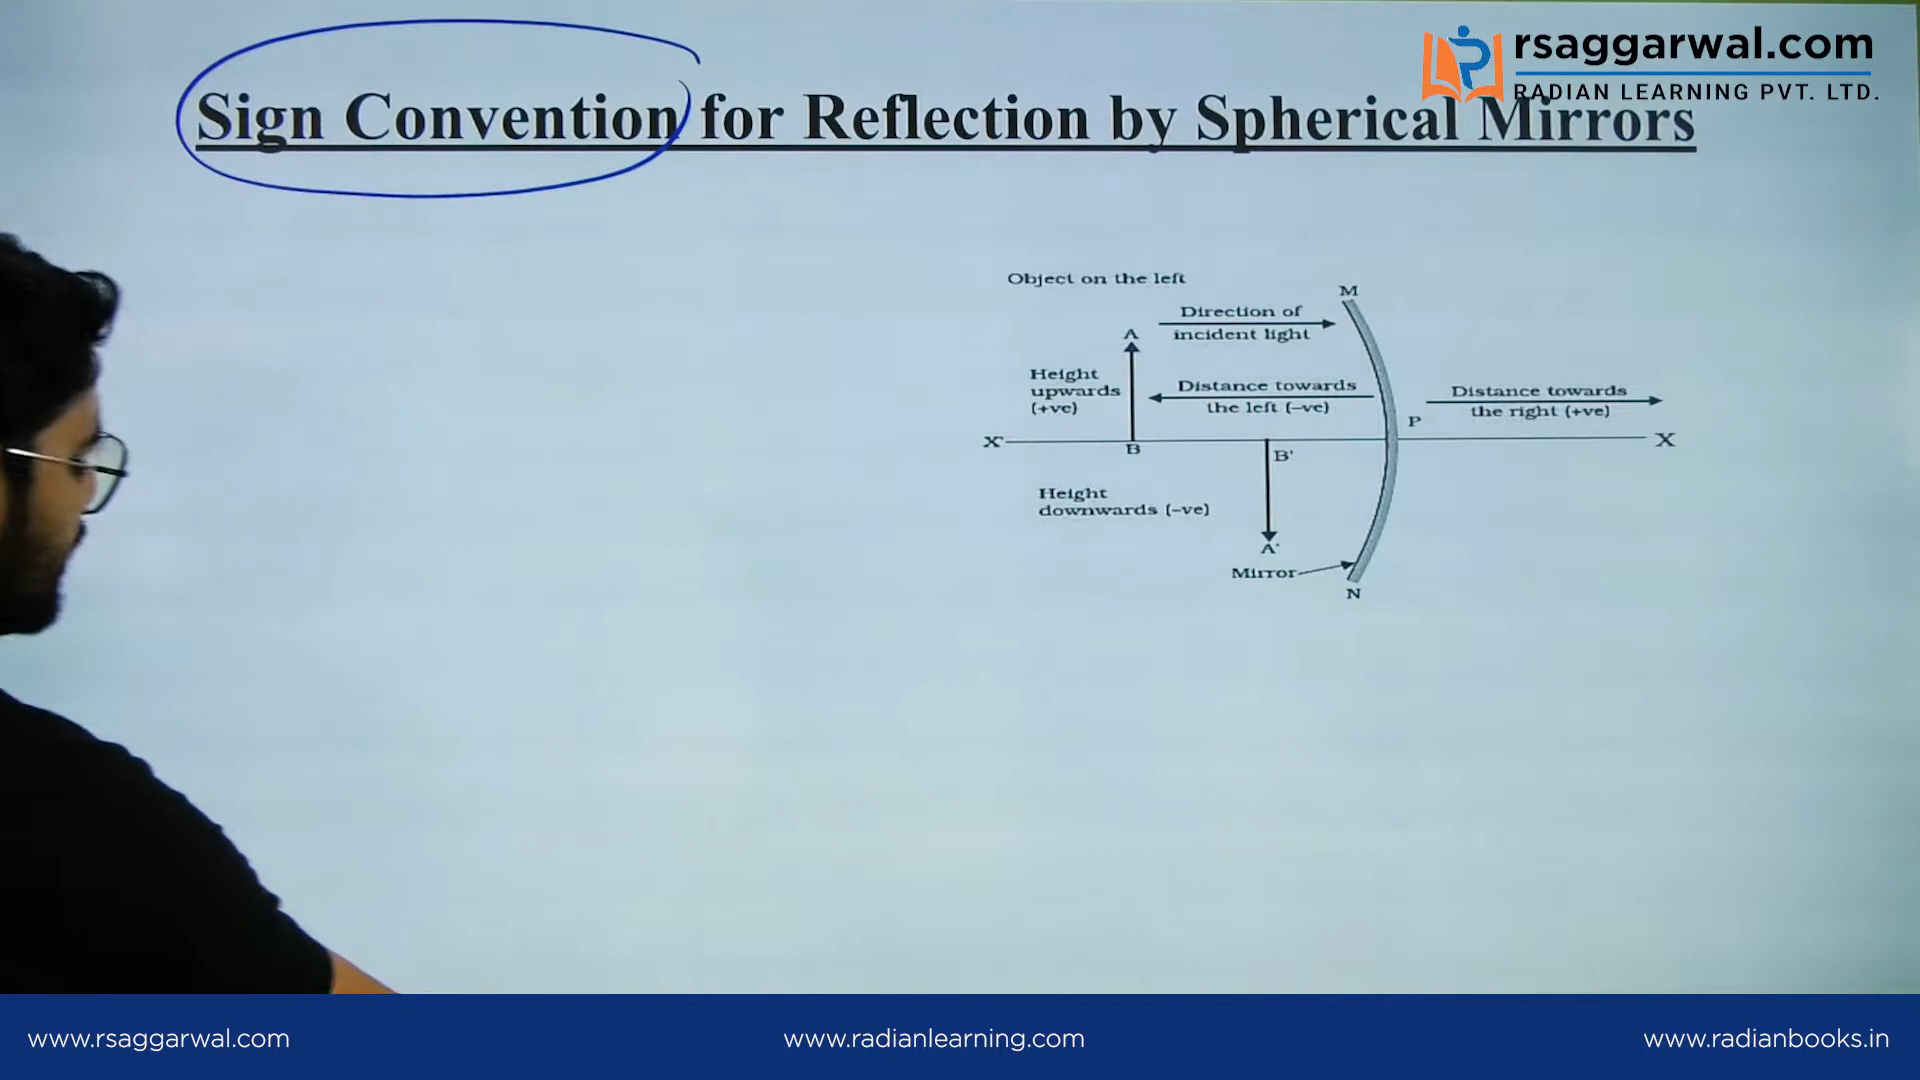 rsaggarwal.com
RADIAN LEARNING PVT. LTD.
Sign Convention for Reflection by Spherical Mirrors
Object on the left
M
Direction of
incident light
A
Height
upwards
(+ve)
Distance towards
the left (–ve)
Distance towards
the right (+ve)
P
X'
B
B'
X
Height
downwards (–ve)
A'
Mirror
N
www.rsaggarwal.com
www.radianlearning.com
www.radianbooks.in